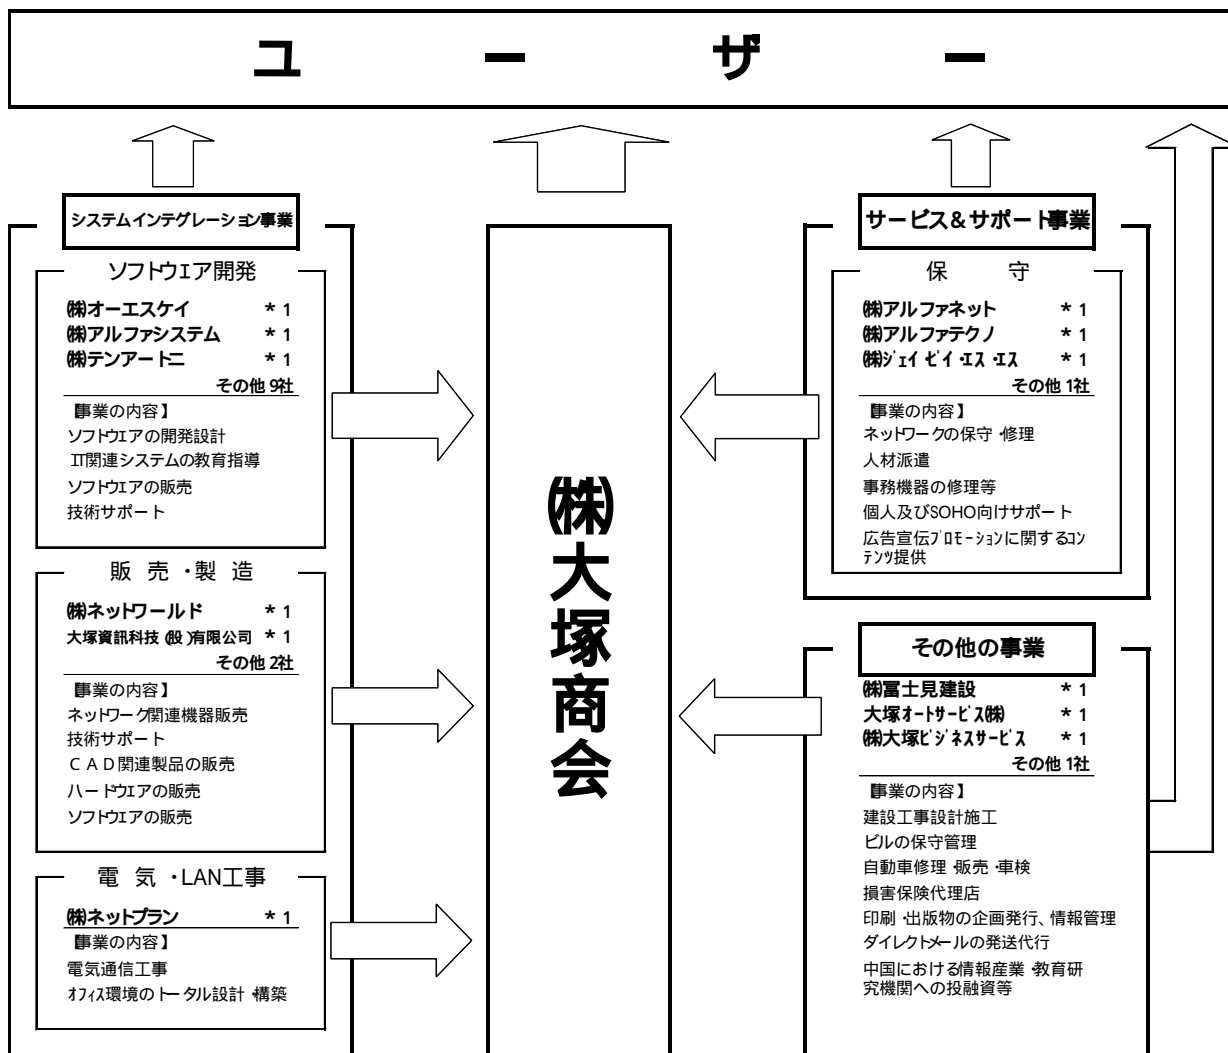 ユーザー
システムインテグレーション事業
ソフトウェア開発
㈱オーエスケイ ＊1
㈱アルファシステム ＊1
㈱テンアートニ ＊1
その他9社
【事業の内容】
ソフトウェアの開発設計
IT関連システムの教育指導
ソフトウェアの販売
技術サポート
販売・製造
㈱ネットワールド ＊1
大塚資訊科技(股)有限公司 ＊1
その他2社
【事業の内容】
ネットワーク関連機器販売
技術サポート
ＣＡＤ関連製品の販売
ハードウェアの販売
ソフトウェアの販売
電気・LAN工事
㈱ネットプラン ＊1
【事業の内容】
電気通信工事
オフィス環境のトータル設計・構築
㈱大塚商会
サービス&サポート事業
保守
㈱アルファネット ＊1
㈱アルファテクノ ＊1
㈱ジェイ・ビイ・エス・エス ＊1
その他1社
【事業の内容】
ネットワークの保守・修理
人材派遣
事務機器の修理等
個人及びSOHO向けサポート
広告宣伝プロモーションに関するコン
テンツ提供
その他の事業
㈱冨士見建設 ＊1
大塚オートサービス㈱ ＊1
㈱大塚ビジネスサービス ＊1
その他1社
【事業の内容】
建設工事設計施工
ビルの保守管理
自動車修理・販売・車検
損害保険代理店
印刷・出版物の企画発行、情報管理
ダイレクトメールの発送代行
中国における情報産業・教育研
究機関への投融資等